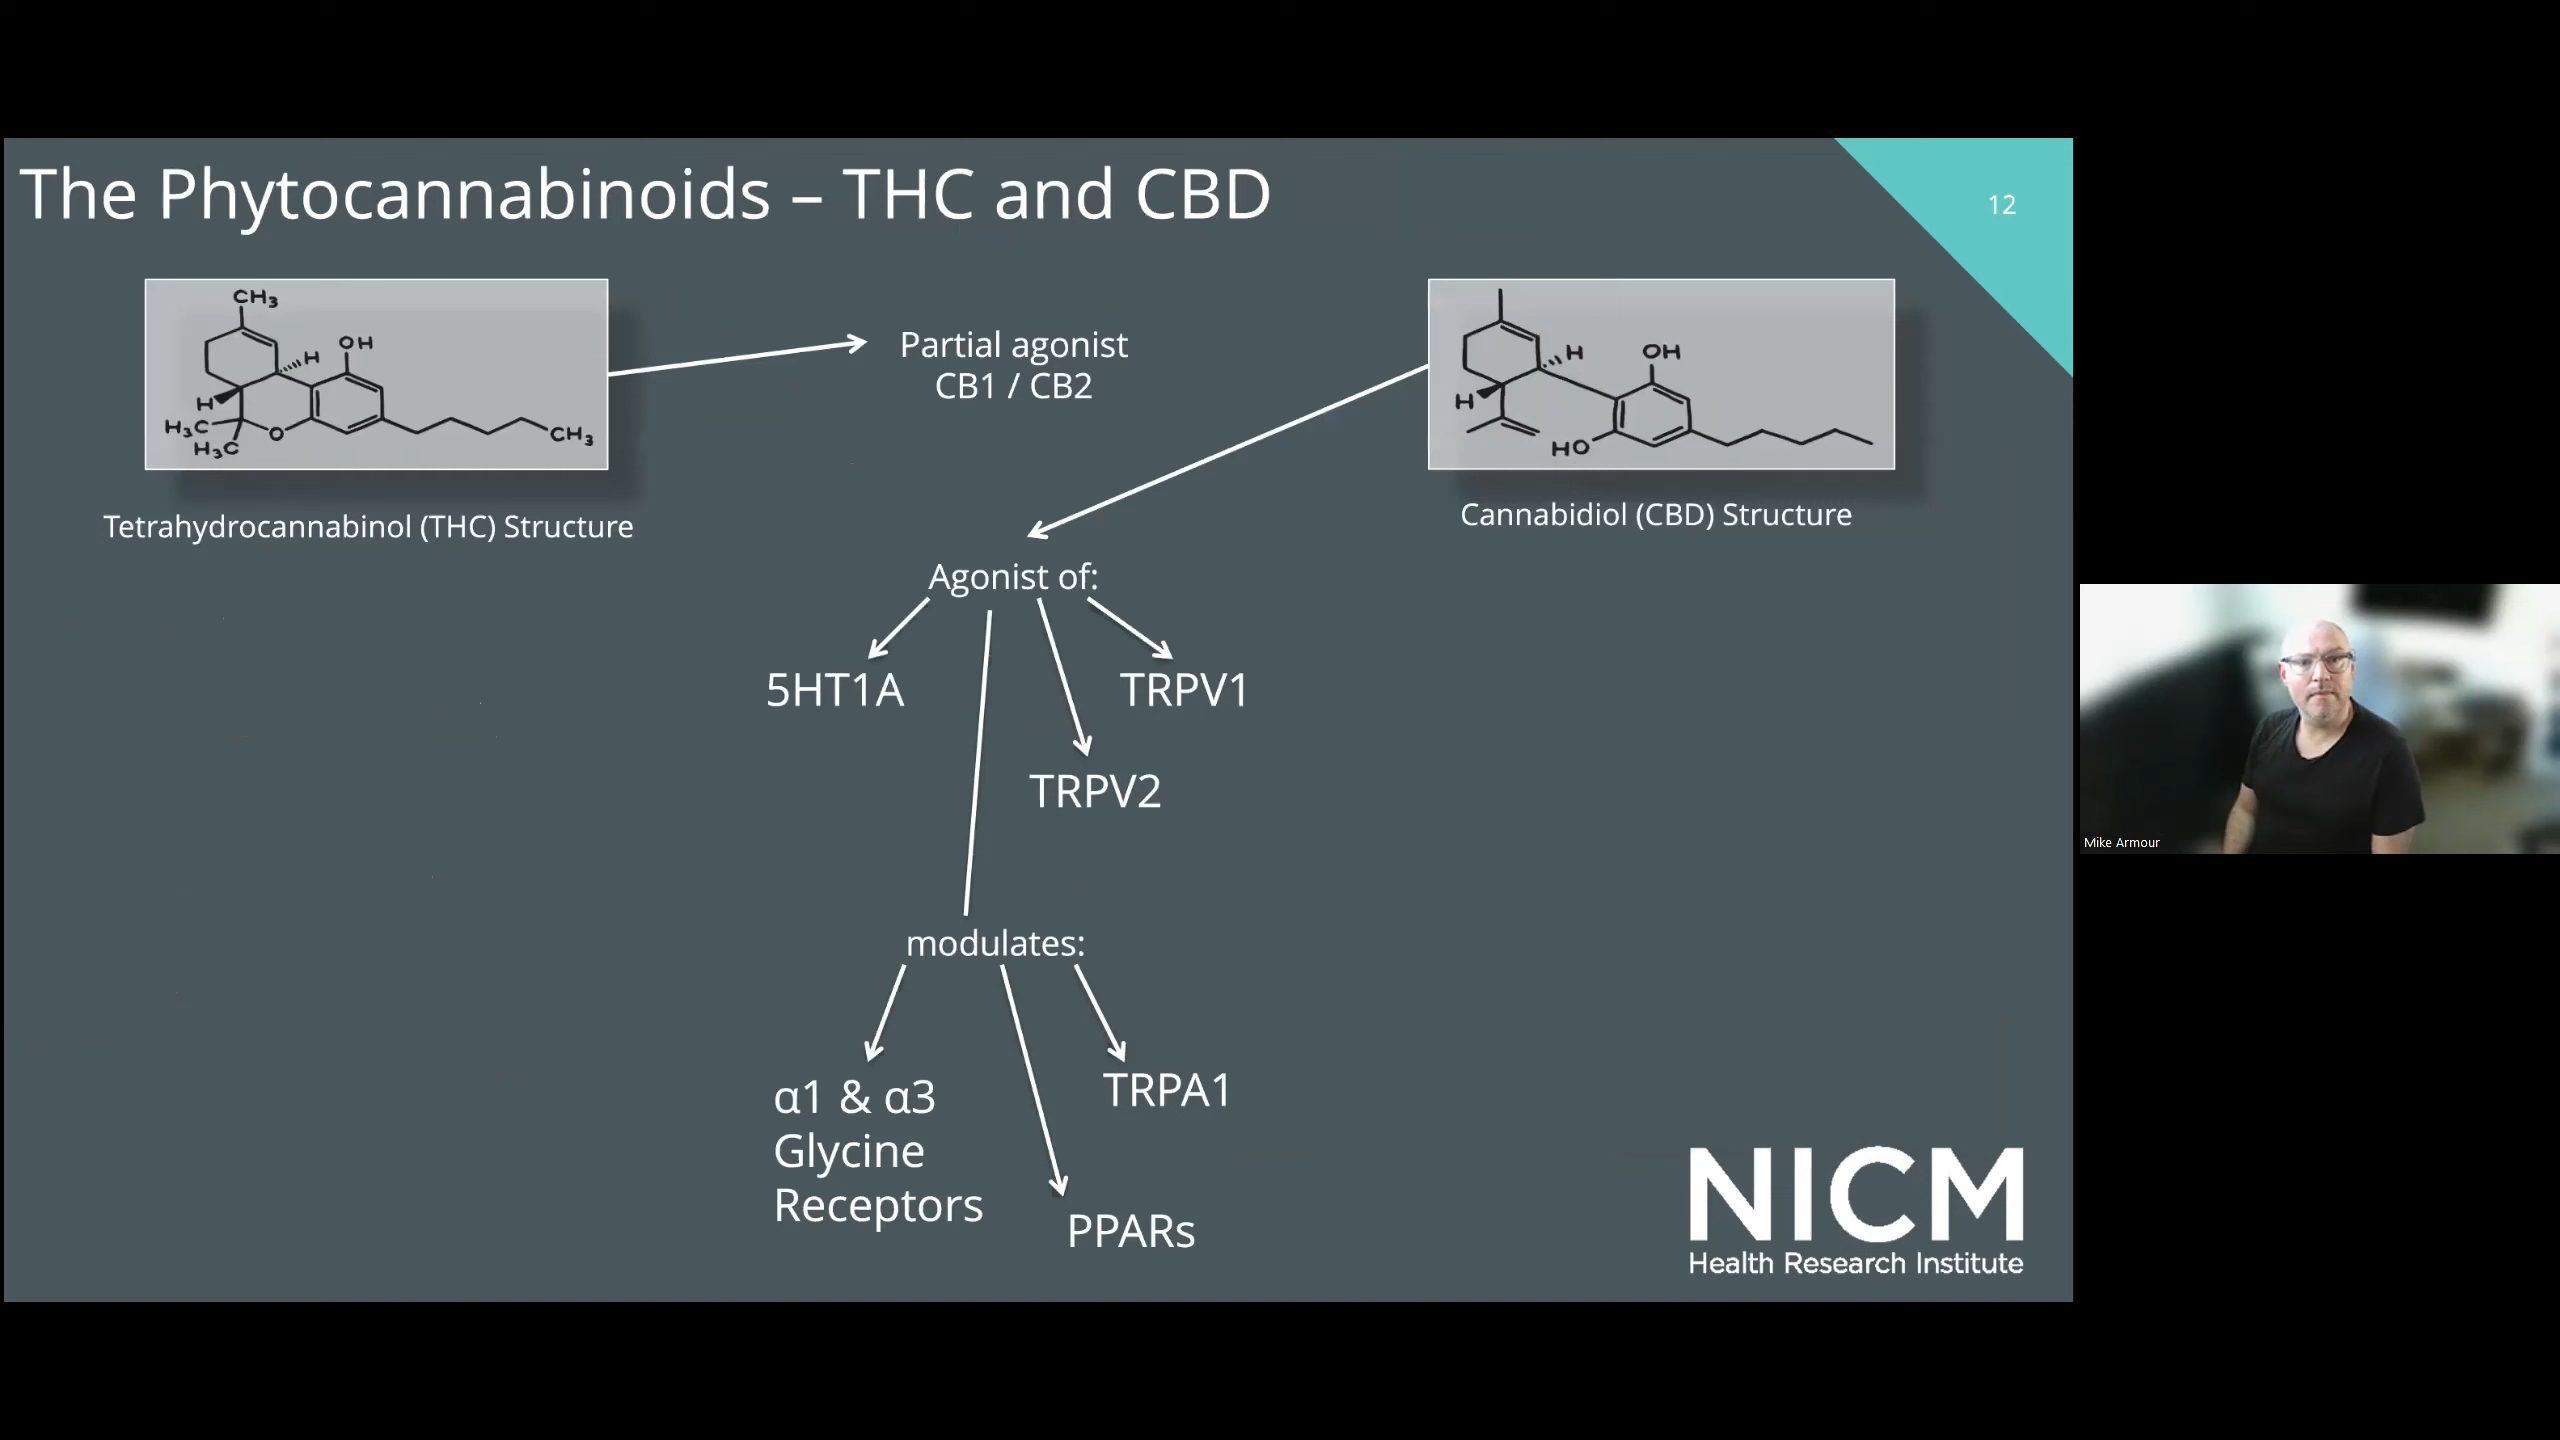 The Phytocannabinoids – THC and CBD
12
CH₃
OH
H
H
H₃C
H₃C
O
CH₃
Tetrahydrocannabinol (THC) Structure
Partial agonist
CB1 / CB2
OH
H
H
HO
Cannabidiol (CBD) Structure
Agonist of:
5HT1A
TRPV1
TRPV2
modulates:
α1 & α3
Glycine
Receptors
TRPA1
PPARs
NICM
Health Research Institute
Mike Armour